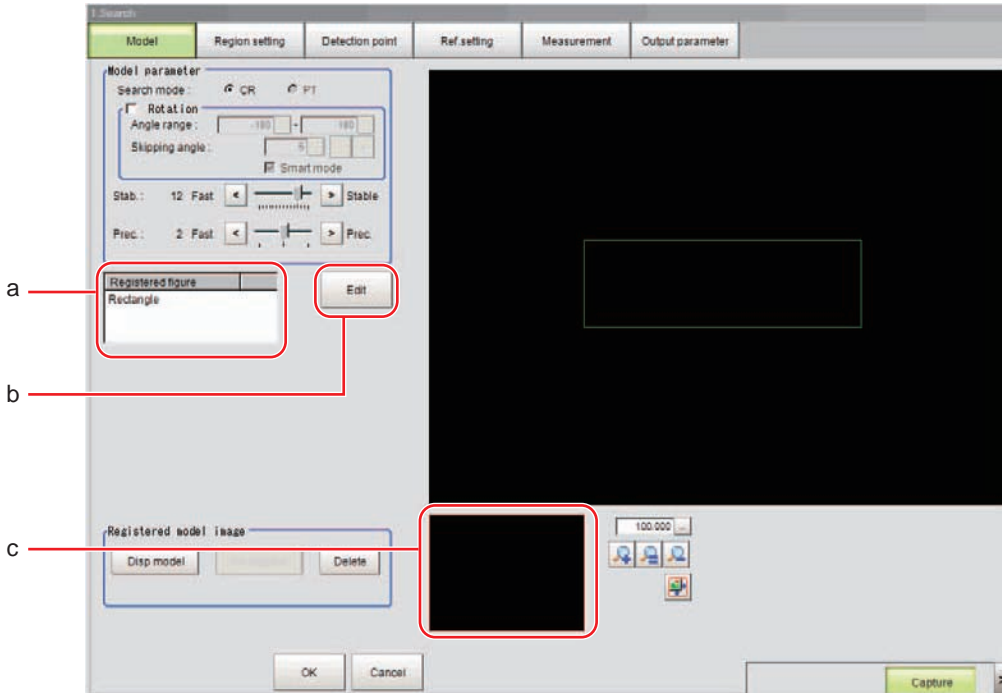 1.Search
Model Region setting Detection point Ref.setting Measurement Output parameter
Model parameter
Search mode : CR PT
Rotation
Angle range : -180 - 180
Skipping angle : 5
Smart mode
Stab. : 12 Fast < > Stable
Prec. : 2 Fast < > Prec.
a
Registered figure
Rectangle
Edit
b
c
Registered model image
Disp model Delete
100.000 ...
OK Cancel
Capture